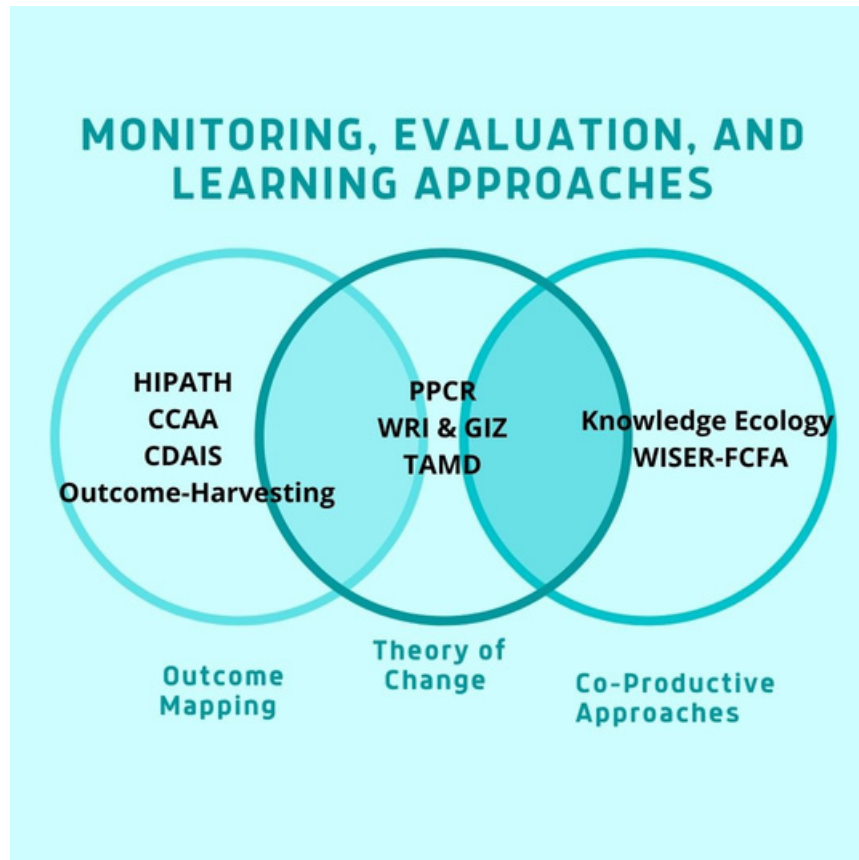 MONITORING, EVALUATION, AND
LEARNING APPROACHES
HIPATH
CCAA
CDAIS
Outcome-Harvesting
PPCR
WRI & GIZ
TAMD
Knowledge Ecology
WISER-FCFA
Outcome
Mapping
Theory of
Change
Co-Productive
Approaches